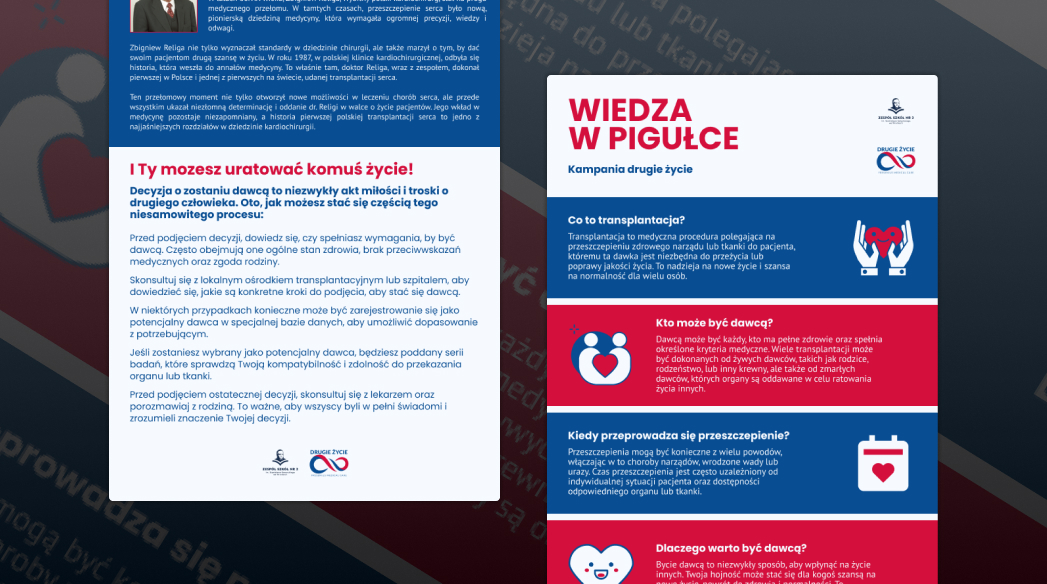 medycznego przełomu. W tamtych czasach, przeszczepienie serca było nową,
pionierską dziedziną medycyny, która wymagała ogromnej precyzji, wiedzy i
odwagi.
Zbigniew Religa nie tylko wyznaczał standardy w dziedzinie chirurgii, ale także marzył o tym, by dać
swoim pacjentom drugą szansę w życiu. W roku 1987, w polskiej klinice kardiochirurgicznej, odbyła się
historia, która weszła do annałów medycyny. To właśnie tam, doktor Religa, wraz z zespołem, dokonał
pierwszej w Polsce i jednej z pierwszych na świecie, udanej transplantacji serca.
Ten przełomowy moment nie tylko otworzył nowe możliwości w leczeniu chorób serca, ale przede
wszystkim ukazał niezłomną determinację i oddanie dr. Religi w walce o życie pacjentów. Jego wkład w
medycynę pozostaje niezapomniany, a historia pierwszej polskiej transplantacji serca to jedno z
najjaśniejszych rozdziałów w dziedzinie kardiochirurgii.
I Ty mozesz uratować komuś życie!
Decyzja o zostaniu dawcą to niezwykły akt miłości i troski o
drugiego człowieka. Oto, jak możesz stać się częścią tego
niesamowitego procesu:
Przed podjęciem decyzji, dowiedz się, czy spełniasz wymagania, by być
dawcą. Często obejmują one ogólne stan zdrowia, brak przeciwwskazań
medycznych oraz zgoda rodziny.
Skonsultuj się z lokalnym ośrodkiem transplantacyjnym lub szpitalem, aby
dowiedzieć się, jakie są konkretne kroki do podjęcia, aby stać się dawcą.
W niektórych przypadkach konieczne może być zarejestrowanie się jako
potencjalny dawca w specjalnej bazie danych, aby umożliwić dopasowanie
z potrzebującym.
Jeśli zostaniesz wybrany jako potencjalny dawca, będziesz poddany serii
badań, które sprawdzą Twoją kompatybilność i zdolność do przekazania
organu lub tkanki.
Przed podjęciem ostatecznej decyzji, skonsultuj się z lekarzem oraz
porozmawiaj z rodziną. To ważne, aby wszyscy byli w pełni świadomi i
zrozumieli znaczenie Twojej decyzji.
ZESPÓŁ SZKÓŁ NR 2
DRUGIE ŻYCIE
WIEDZA
W PIGUŁCE
Kampania drugie życie
ZESPÓŁ SZKÓŁ NR 2
DRUGIE ŻYCIE
Co to transplantacja?
Transplantacja to medyczna procedura polegająca na
przeszczepieniu zdrowego narządu lub tkanki do pacjenta,
któremu ta dawka jest niezbędna do przeżycia lub
poprawy jakości życia. To nadzieja na nowe życie i szansa
na normalność dla wielu osób.
Kto może być dawcą?
Dawcą może być każdy, kto ma pełne zdrowie oraz spełnia
określone kryteria medyczne. Wiele transplantacji może
być dokonanych od żywych dawców, takich jak rodzice,
rodzeństwo, lub inny krewny, ale także od zmarłych
dawców, których organy są oddawane w celu ratowania
życia innych.
Kiedy przeprowadza się przeszczepienie?
Przeszczepienia mogą być konieczne z wielu powodów,
włączając w to choroby narządów, wrodzone wady lub
urazy. Czas przeszczepienia jest często uzależniony od
indywidualnej sytuacji pacjenta oraz dostępności
odpowiedniego organu lub tkanki.
Dlaczego warto być dawcą?
Bycie dawcą to niezwykły sposób, aby wpłynąć na życie
innych. Twoja hojność może stać się dla kogoś szansą na